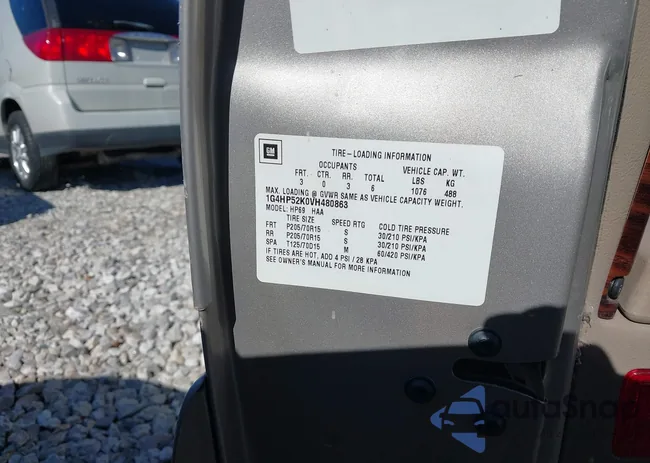 GM
TIRE-LOADING INFORMATION
OCCUPANTS VEHICLE CAP. WT.
FRT. CTR. RR. TOTAL LBS KG
3 0 3 6 1076 488
MAX. LOADING @ GVWR SAME AS VEHICLE CAPACITY WEIGHT.
1G4HP52K0VH480863
MODEL: HP69 HAA
TIRE SIZE SPEED RTG COLD TIRE PRESSURE
FRT P205/70R15 S 30/210 PSI/KPA
RR P205/70R15 S 30/210 PSI/KPA
SPA T125/70D15 M 60/420 PSI/KPA
IF TIRES ARE HOT, ADD 4 PSI / 28 KPA
SEE OWNER'S MANUAL FOR MORE INFORMATION